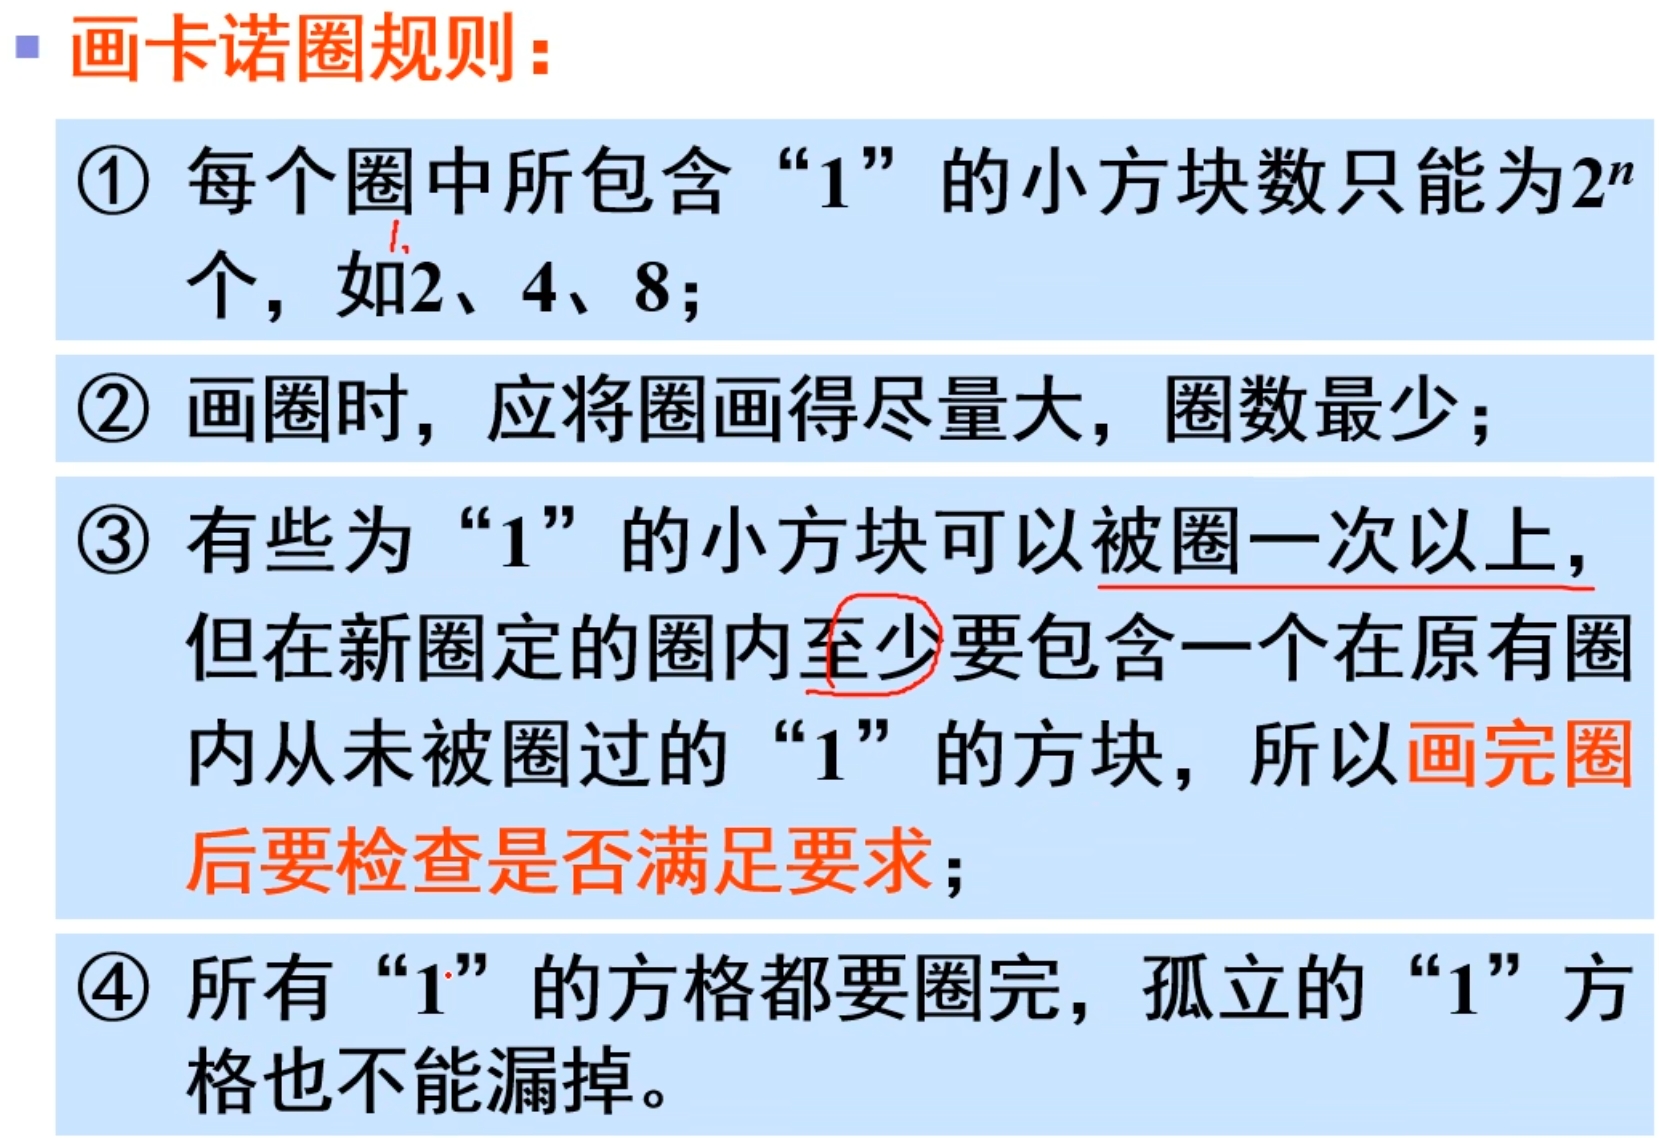 画卡诺圈规则：
① 每个圈中所包含“1”的小方块数只能为2ⁿ
1,
个，如2、4、8；
② 画圈时，应将圈画得尽量大，圈数最少；
③ 有些为“1”的小方块可以被圈一次以上，
但在新圈定的圈内至少要包含一个在原有圈
内从未被圈过的“1”的方块，所以画完圈
后要检查是否满足要求；
④ 所有“1”的方格都要圈完，孤立的“1”方
格也不能漏掉。